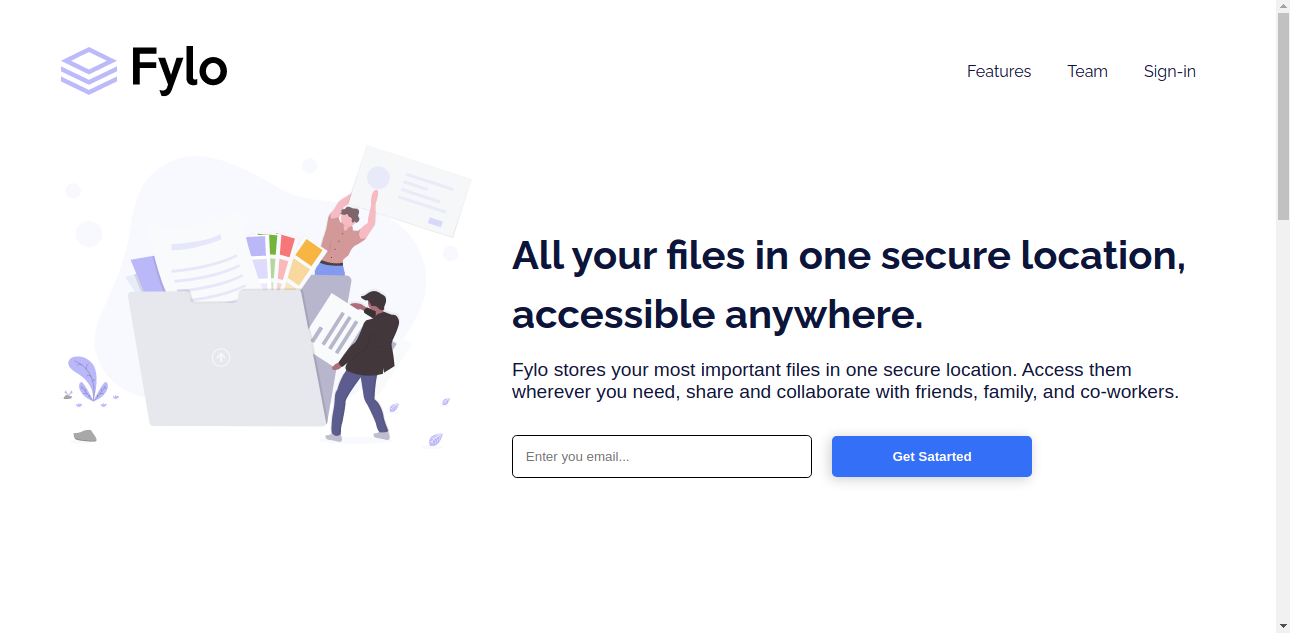 Fylo
Features
Team
Sign-in
All your files in one secure location,
accessible anywhere.
Fylo stores your most important files in one secure location. Access them
wherever you need, share and collaborate with friends, family, and co-workers.
Enter you email...
Get Satarted